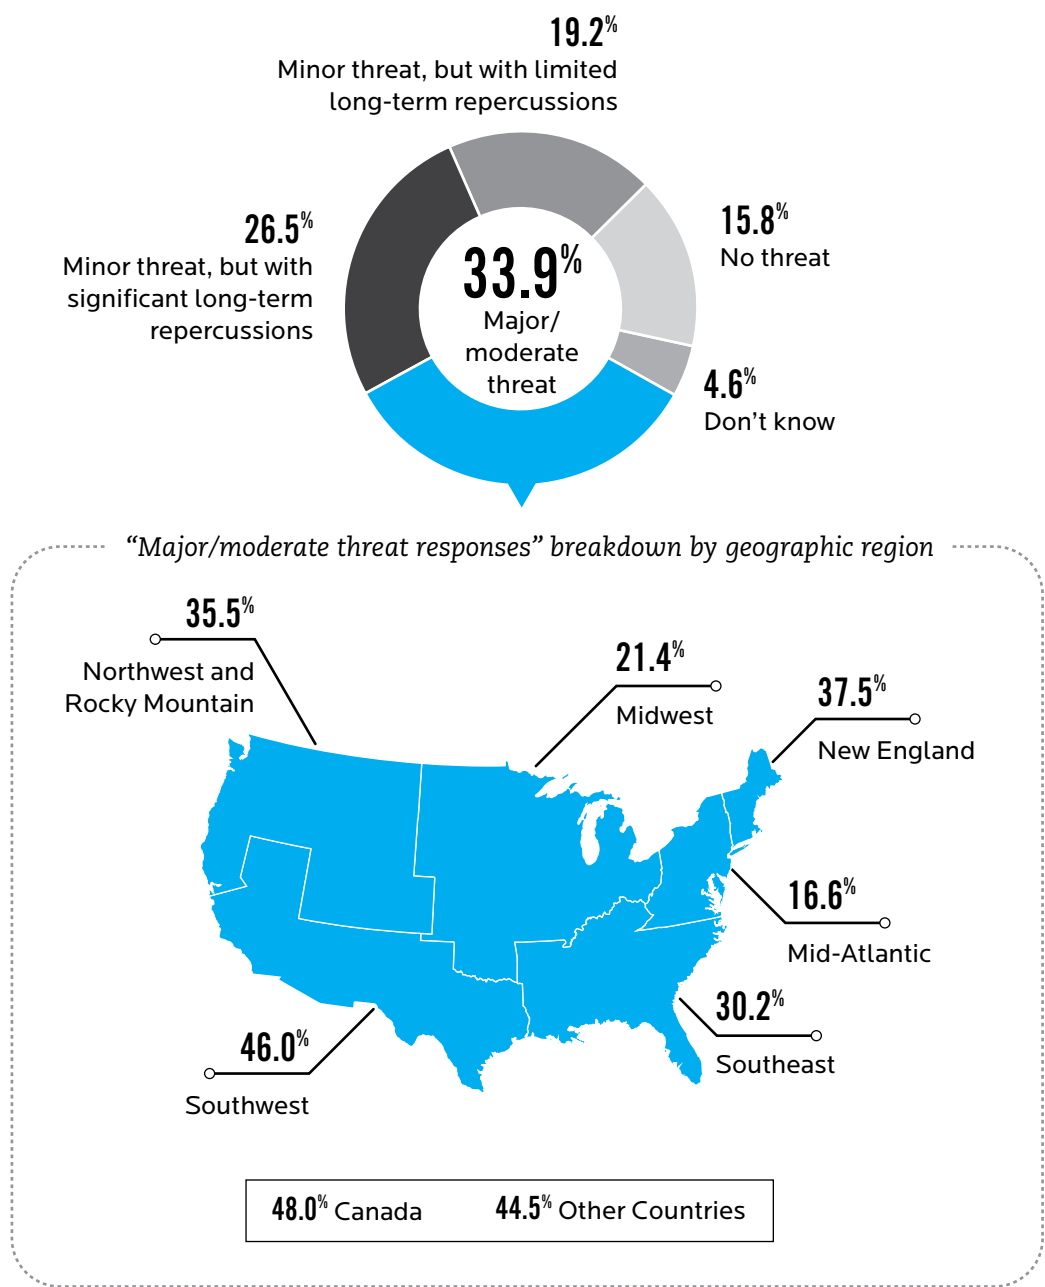 19.2%
Minor threat, but with limited
long-term repercussions
26.5%
Minor threat, but with
significant long-term
repercussions
33.9%
Major/
moderate
threat
15.8%
No threat
4.6%
Don’t know
“Major/moderate threat responses” breakdown by geographic region
35.5%
Northwest and
Rocky Mountain
21.4%
Midwest
37.5%
New England
16.6%
Mid-Atlantic
30.2%
Southeast
46.0%
Southwest
48.0% Canada
44.5% Other Countries